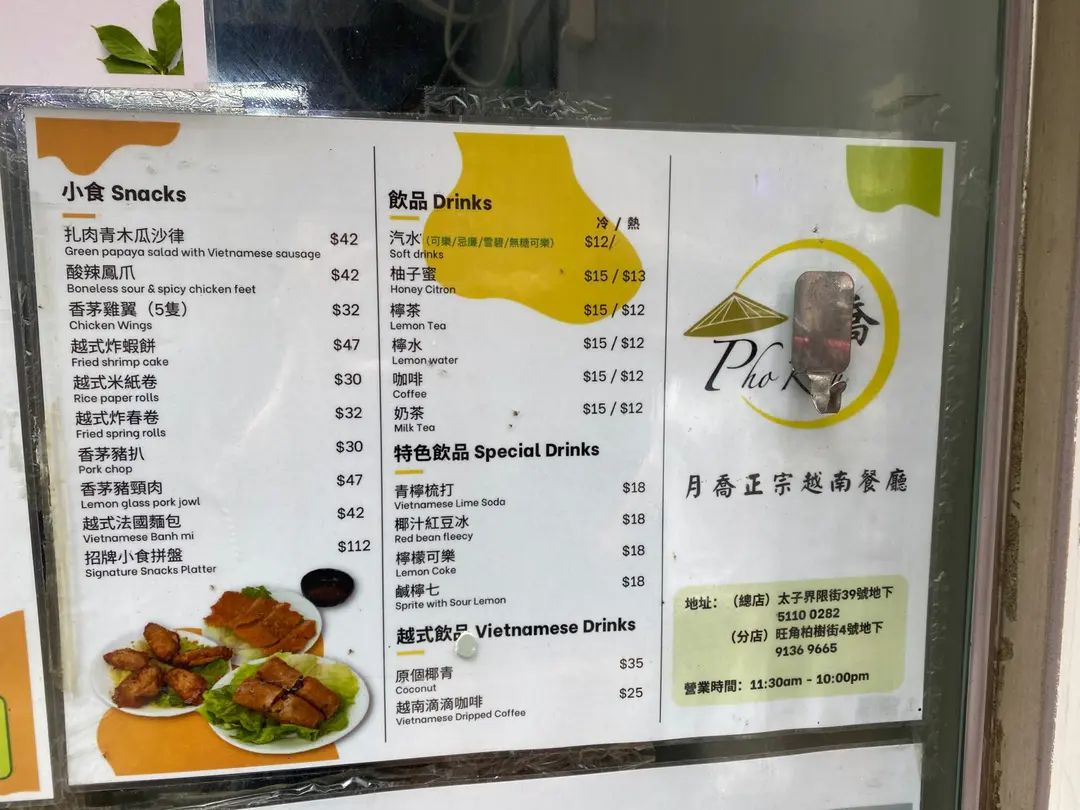 小食 Snacks
扎肉青木瓜沙律 $42
Green papaya salad with Vietnamese sausage
酸辣鳳爪 $42
Boneless sour & spicy chicken feet
香茅雞翼（5隻） $32
Chicken Wings
越式炸蝦餅 $47
Fried shrimp cake
越式米紙卷 $30
Rice paper rolls
越式炸春卷 $32
Fried spring rolls
香茅豬扒 $30
Pork chop
香茅豬頸肉 $47
Lemon glass pork jowl
越式法國麵包 $42
Vietnamese Banh mi
招牌小食拼盤 $112
Signature Snacks Platter
飲品 Drinks
冷 / 熱
汽水（可樂/忌廉/雪碧/無糖可樂） $12/
Soft drinks
柚子蜜 $15 / $13
Honey Citron
檸茶 $15 / $12
Lemon Tea
檸水 $15 / $12
Lemon water
咖啡 $15 / $12
Coffee
奶茶 $15 / $12
Milk Tea
特色飲品 Special Drinks
青檸梳打 $18
Vietnamese Lime Soda
椰汁紅豆冰 $18
Red bean fleecy
檸檬可樂 $18
Lemon Coke
鹹檸七 $18
Sprite with Sour Lemon
越式飲品 Vietnamese Drinks
原個椰青 $35
Coconut
越南滴滴咖啡 $25
Vietnamese Dripped Coffee
喬
Pho
月喬正宗越南餐廳
地址：（總店）太子界限街39號地下
5110 0282
（分店）旺角柏樹街4號地下
9136 9665
營業時間：11:30am - 10:00pm